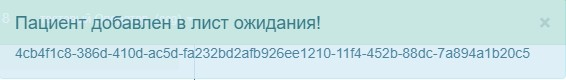 Пациент добавлен в лист ожидания!
4cb4f1c8-386d-410d-ac5d-fa232bd2afb926ee1210-11f4-452b-88dc-7a894a1b20c5